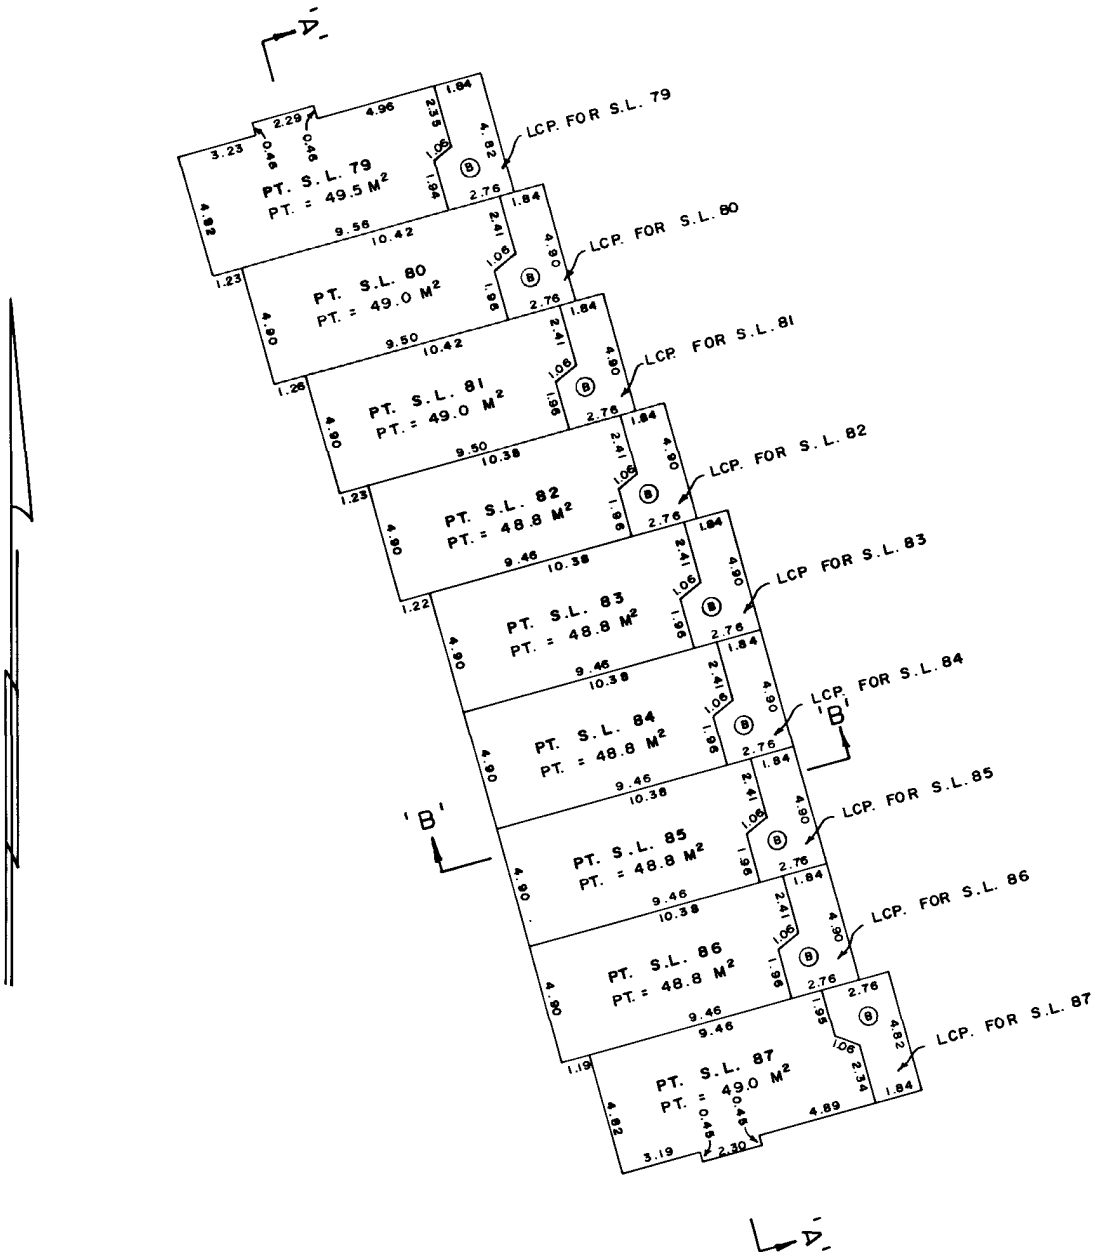 'A'
1.84
4.96
2.29
3.23
0.46
0.46
2.35
4.82
1.06
B
1.94
2.76
LCP. FOR S.L. 79
PT. S.L. 79
PT. = 49.5 M²
4.82
9.56
1.23
10.42
1.84
2.41
4.90
1.06
B
1.96
2.76
LCP. FOR S.L. 80
PT. S.L. 80
PT. = 49.0 M²
4.90
9.50
1.26
10.42
1.84
2.41
4.90
1.06
B
1.96
2.76
LCP. FOR S.L. 81
PT. S.L. 81
PT. = 49.0 M²
4.90
9.50
1.23
10.38
1.84
2.41
4.90
1.06
B
1.96
2.76
LCP. FOR S.L. 82
PT. S.L. 82
PT. = 48.8 M²
4.90
9.46
1.22
10.38
1.84
2.41
4.90
1.06
B
1.96
2.76
LCP FOR S.L. 83
PT. S.L. 83
PT. = 48.8 M²
4.90
9.46
10.38
1.84
2.41
4.90
1.06
B
1.96
2.76
LCP. FOR S.L. 84
'B'
PT. S.L. 84
PT. = 48.8 M²
4.90
9.46
10.38
1.84
2.41
4.90
1.06
B
1.96
2.76
LCP. FOR S.L. 85
'B'
PT. S.L. 85
PT. = 48.8 M²
4.90
9.46
10.38
1.84
2.41
4.90
1.06
B
1.96
2.76
LCP. FOR S.L. 86
PT. S.L. 86
PT. = 48.8 M²
4.90
9.46
1.19
9.46
2.76
1.95
B
4.82
1.06
2.34
1.84
LCP. FOR S.L. 87
PT. S.L. 87
PT. = 49.0 M²
4.82
0.45
0.45
4.89
2.30
3.19
'A'